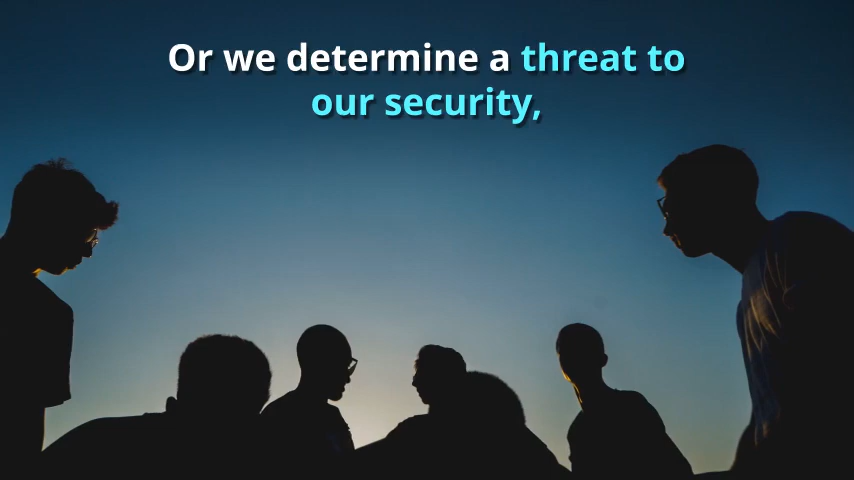 Or we determine a threat to
our security,